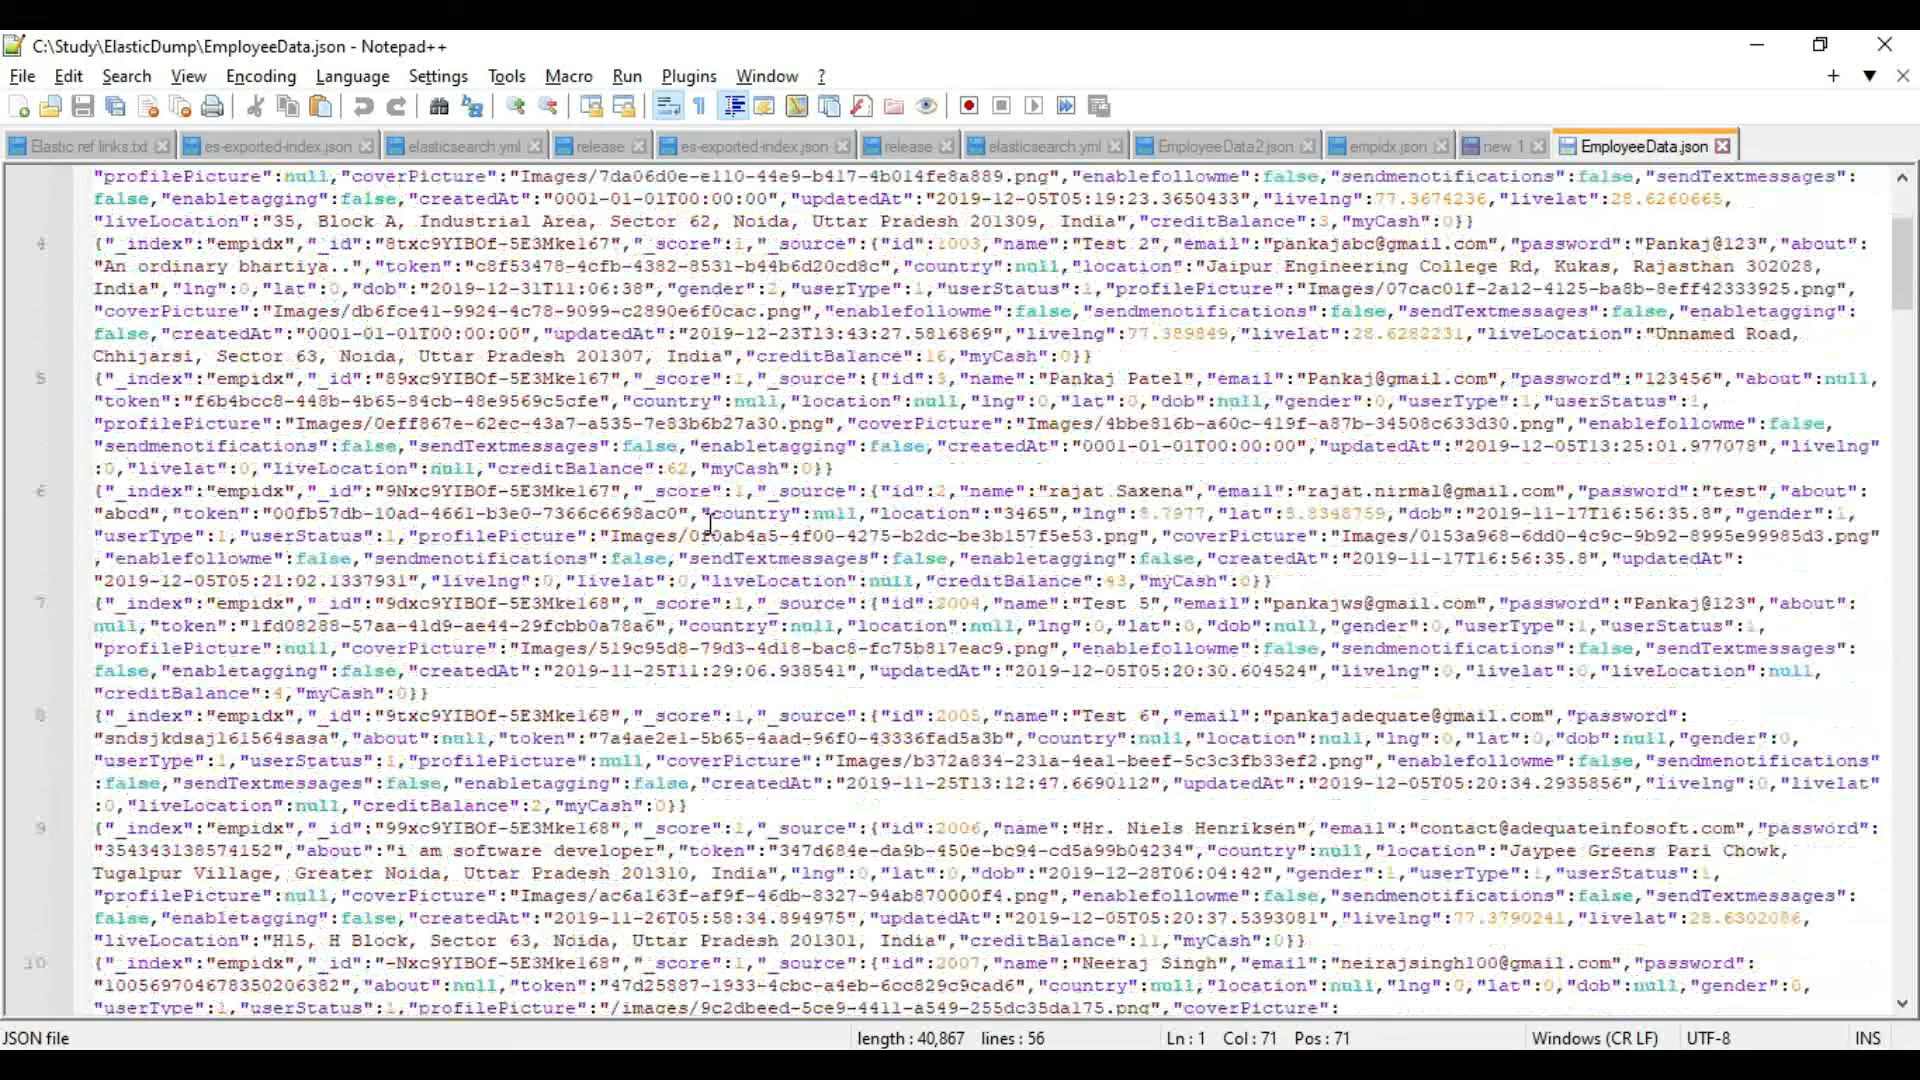 C:\Study\ElasticDump\EmployeeData.json - Notepad++
File Edit Search View Encoding Language Settings Tools Macro Run Plugins Window ?
Elastic ref links.txt es-exported-index.json elasticsearch.yml release es-exported-index.json release elasticsearch.yml EmployeeData2.json empidx.json new 1 EmployeeData.json
"profilePicture":null,"coverPicture":"Images/7da06d0e-e110-44e9-b417-4b014fe8a889.png","enablefollowme":false,"sendmenotifications":false,"sendTextmessages":
false,"enabletagging":false,"createdAt":"0001-01-01T00:00:00","updatedAt":"2019-12-05T05:19:23.3650433","livelng":77.3674236,"livelat":28.6260665,
"liveLocation":"35, Block A, Industrial Area, Sector 62, Noida, Uttar Pradesh 201309, India","creditBalance":3,"myCash":0}}
4 {"_index":"empidx","_id":"8txc9YIBOf-5E3Mke167","_score":1,"_source":{"id":1003,"name":"Test 2","email":"pankajabc@gmail.com","password":"Pankaj@123","about":
"An ordinary bhartiya..","token":"c8f53478-4cfb-4382-8531-b44b6d20cd8c","country":null,"location":"Jaipur Engineering College Rd, Kukas, Rajasthan 302028,
India","lng":0,"lat":0,"dob":"2019-12-31T11:06:38","gender":2,"userType":1,"userStatus":1,"profilePicture":"Images/07cac01f-2a12-4125-ba8b-8eff42333925.png",
"coverPicture":"Images/db6fce41-9924-4c78-9099-c2890e6f0cac.png","enablefollowme":false,"sendmenotifications":false,"sendTextmessages":false,"enabletagging":
false,"createdAt":"0001-01-01T00:00:00","updatedAt":"2019-12-23T13:43:27.5816869","livelng":77.389849,"livelat":28.6282231,"liveLocation":"Unnamed Road,
Chhijarsi, Sector 63, Noida, Uttar Pradesh 201307, India","creditBalance":16,"myCash":0}}
5 {"_index":"empidx","_id":"89xc9YIBOf-5E3Mke167","_score":1,"_source":{"id":3,"name":"Pankaj Patel","email":"Pankaj@gmail.com","password":"123456","about":null,
"token":"f6b4bcc8-448b-4b65-84cb-48e9569c5cfe","country":null,"location":null,"lng":0,"lat":0,"dob":null,"gender":0,"userType":1,"userStatus":1,
"profilePicture":"Images/0eff867e-62ec-43a7-a535-7e83b6b27a30.png","coverPicture":"Images/4bbe816b-a60c-419f-a87b-34508c633d30.png","enablefollowme":false,
"sendmenotifications":false,"sendTextmessages":false,"enabletagging":false,"createdAt":"0001-01-01T00:00:00","updatedAt":"2019-12-05T13:25:01.977078","livelng"
:0,"livelat":0,"liveLocation":null,"creditBalance":62,"myCash":0}}
6 {"_index":"empidx","_id":"9Nxc9YIBOf-5E3Mke167","_score":1,"_source":{"id":2,"name":"rajat Saxena","email":"rajat.nirmal@gmail.com","password":"test","about":
"abcd","token":"00fb57db-10ad-4661-b3e0-7366c6698ac0","country":null,"location":"3465","lng":8.7977,"lat":8.8348759,"dob":"2019-11-17T16:56:35.8","gender":1,
"userType":1,"userStatus":1,"profilePicture":"Images/0f0ab4a5-4f00-4275-b2dc-be3b157f5e53.png","coverPicture":"Images/0153a968-6dd0-4c9c-9b92-8995e99985d3.png"
,"enablefollowme":false,"sendmenotifications":false,"sendTextmessages":false,"enabletagging":false,"createdAt":"2019-11-17T16:56:35.8","updatedAt":
"2019-12-05T05:21:02.1337931","livelng":0,"livelat":0,"liveLocation":null,"creditBalance":43,"myCash":0}}
7 {"_index":"empidx","_id":"9dxc9YIBOf-5E3Mke168","_score":1,"_source":{"id":2004,"name":"Test 5","email":"pankajws@gmail.com","password":"Pankaj@123","about":
null,"token":"1fd08288-57aa-41d9-ae44-29fcbb0a78a6","country":null,"location":null,"lng":0,"lat":0,"dob":null,"gender":0,"userType":1,"userStatus":1,
"profilePicture":null,"coverPicture":"Images/519c95d8-79d3-4d18-bac8-fc75b817eac9.png","enablefollowme":false,"sendmenotifications":false,"sendTextmessages":
false,"enabletagging":false,"createdAt":"2019-11-25T11:29:06.938541","updatedAt":"2019-12-05T05:20:30.604524","livelng":0,"livelat":0,"liveLocation":null,
"creditBalance":4,"myCash":0}}
8 {"_index":"empidx","_id":"9txc9YIBOf-5E3Mke168","_score":1,"_source":{"id":2005,"name":"Test 6","email":"pankajadequate@gmail.com","password":
"sndsjkdsajl61564sasa","about":null,"token":"7a4ae2e1-5b65-4aad-96f0-43336fad5a3b","country":null,"location":null,"lng":0,"lat":0,"dob":null,"gender":0,
"userType":1,"userStatus":1,"profilePicture":null,"coverPicture":"Images/b372a834-231a-4ea1-beef-5c3c3fb33ef2.png","enablefollowme":false,"sendmenotifications"
:false,"sendTextmessages":false,"enabletagging":false,"createdAt":"2019-11-25T13:12:47.6690112","updatedAt":"2019-12-05T05:20:34.2935856","livelng":0,"livelat"
:0,"liveLocation":null,"creditBalance":2,"myCash":0}}
9 {"_index":"empidx","_id":"99xc9YIBOf-5E3Mke168","_score":1,"_source":{"id":2006,"name":"Hr. Niels Henriksen","email":"contact@adequateinfosoft.com","password":
"354343138574152","about":"i am software developer","token":"347d684e-da9b-450e-bc94-cd5a99b04234","country":null,"location":"Jaypee Greens Pari Chowk,
Tugalpur Village, Greater Noida, Uttar Pradesh 201310, India","lng":0,"lat":0,"dob":"2019-12-28T06:04:42","gender":1,"userType":1,"userStatus":1,
"profilePicture":null,"coverPicture":"Images/ac6a163f-af9f-46db-8327-94ab870000f4.png","enablefollowme":false,"sendmenotifications":false,"sendTextmessages":
false,"enabletagging":false,"createdAt":"2019-11-26T05:58:34.894975","updatedAt":"2019-12-05T05:20:37.5393081","livelng":77.3790241,"livelat":28.6302086,
"liveLocation":"H15, H Block, Sector 63, Noida, Uttar Pradesh 201301, India","creditBalance":11,"myCash":0}}
10 {"_index":"empidx","_id":"-Nxc9YIBOf-5E3Mke168","_score":1,"_source":{"id":2007,"name":"Neeraj Singh","email":"neirajsingh100@gmail.com","password":
"100569704678350206382","about":null,"token":"47d25887-1933-4cbc-a4eb-6cc829c9cad6","country":null,"location":null,"lng":0,"lat":0,"dob":null,"gender":0,
"userType":1,"userStatus":1,"profilePicture":"/images/9c2dbeed-5ce9-4411-a549-255dc35da175.png","coverPicture":
JSON file length : 40,867 lines : 56 Ln : 1 Col : 71 Pos : 71 Windows (CR LF) UTF-8 INS